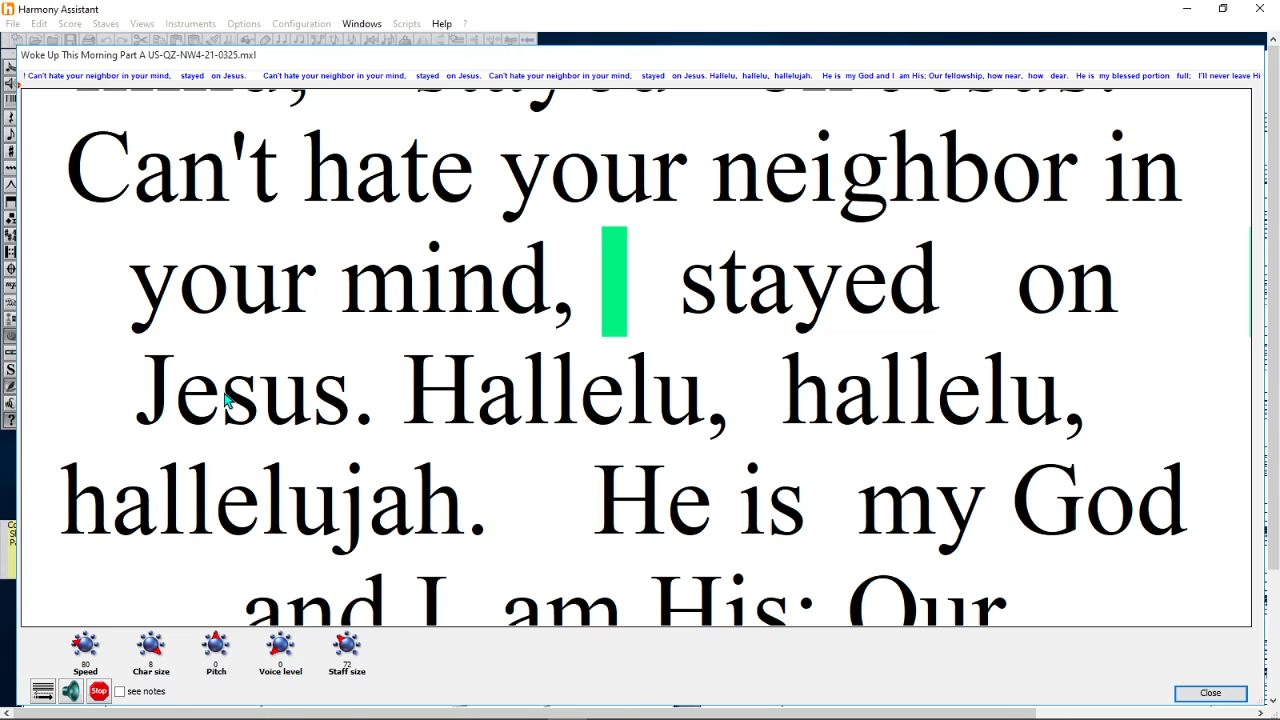 Harmony Assistant
File Edit Score Staves Views Instruments Options Configuration Windows Scripts Help ?
Woke Up This Morning Part A US-QZ-NW4-21-0325.mxl
! Can't hate your neighbor in your mind, stayed on Jesus. Can't hate your neighbor in your mind, stayed on Jesus. Can't hate your neighbor in your mind, stayed on Jesus. Hallelu, hallelu, hallelujah. He is my God and I am His; Our fellowship, how near, how dear. He is my blessed portion full; I'll never leave Hi
Can't hate your neighbor in
your mind, stayed on
Jesus. Hallelu, hallelu,
hallelujah. He is my God
and I am His; Our
80 8 0 0 72
Speed Char size Pitch Voice level Staff size
Stop see notes
Close